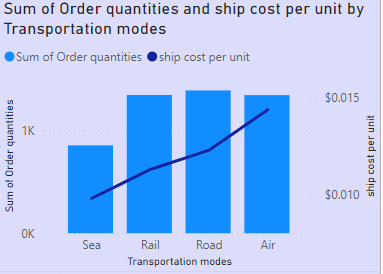 Sum of Order quantities and ship cost per unit by
Transportation modes
Sum of Order quantities ship cost per unit
Sum of Order quantities
1K
0K
$0.015
$0.010
ship cost per unit
Sea Rail Road Air
Transportation modes